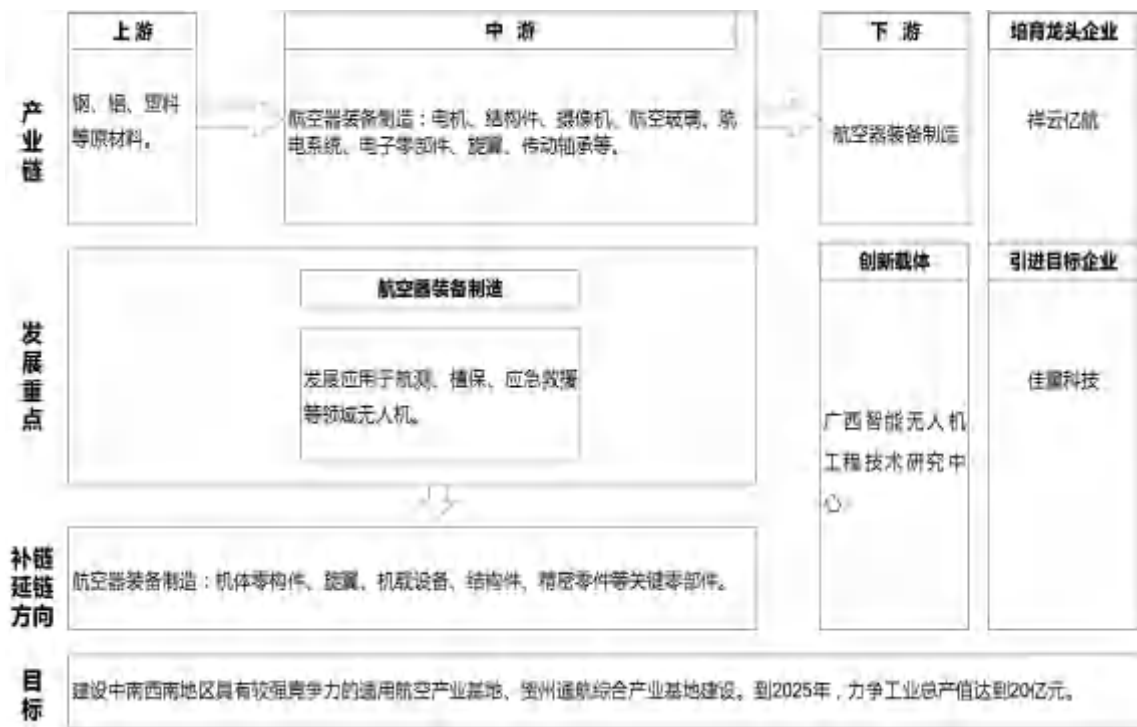 上游
中游
下游
培育龙头企业
产业链
钢、铝、塑料
等原材料。
航空器装备制造：电机、结构件、摄像机、航空玻璃、航
电系统、电子零部件、旋翼、传动轴承等。
航空器装备制造
祥云亿航
发展重点
航空器装备制造
发展应用于航测、植保、应急救援
等领域无人机。
创新载体
广西智能无人机
工程技术研究中
心
引进目标企业
佳翼科技
补链
延链
方向
航空器装备制造：机体零构件、旋翼、机载设备、结构件、精密零件等关键零部件。
目标
建设中南西南地区具有较强竞争力的通用航空产业基地、贺州通航综合产业基地建设。到2025年，力争工业总产值达到20亿元。